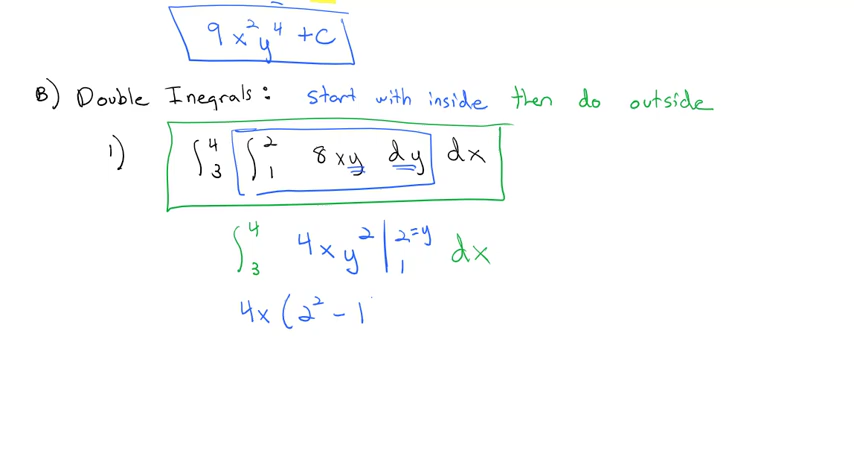 9x²y⁴ + C
B) Double Inegrals: start with inside then do outside
1) ∫₃⁴ ∫₁² 8xy dy dx
∫₃⁴ 4xy² |₁^{2=y} dx
4x (2² − 1